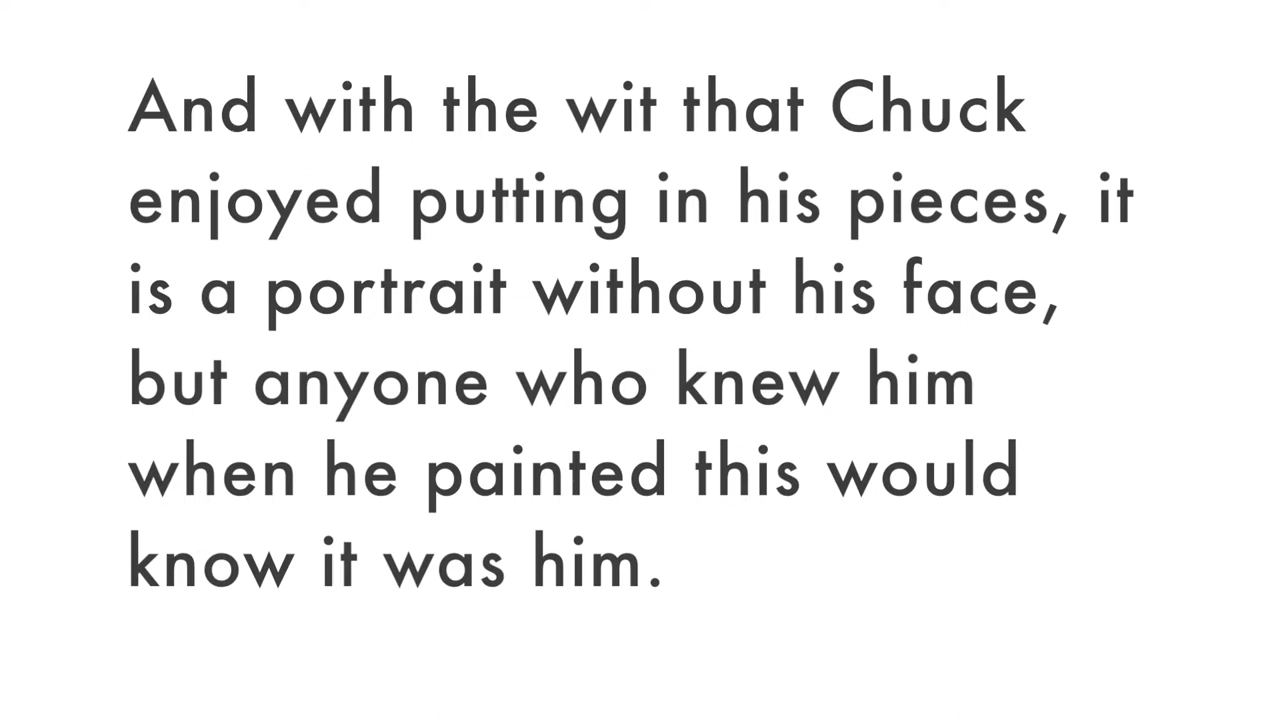 And with the wit that Chuck
enjoyed putting in his pieces, it
is a portrait without his face,
but anyone who knew him
when he painted this would
know it was him.